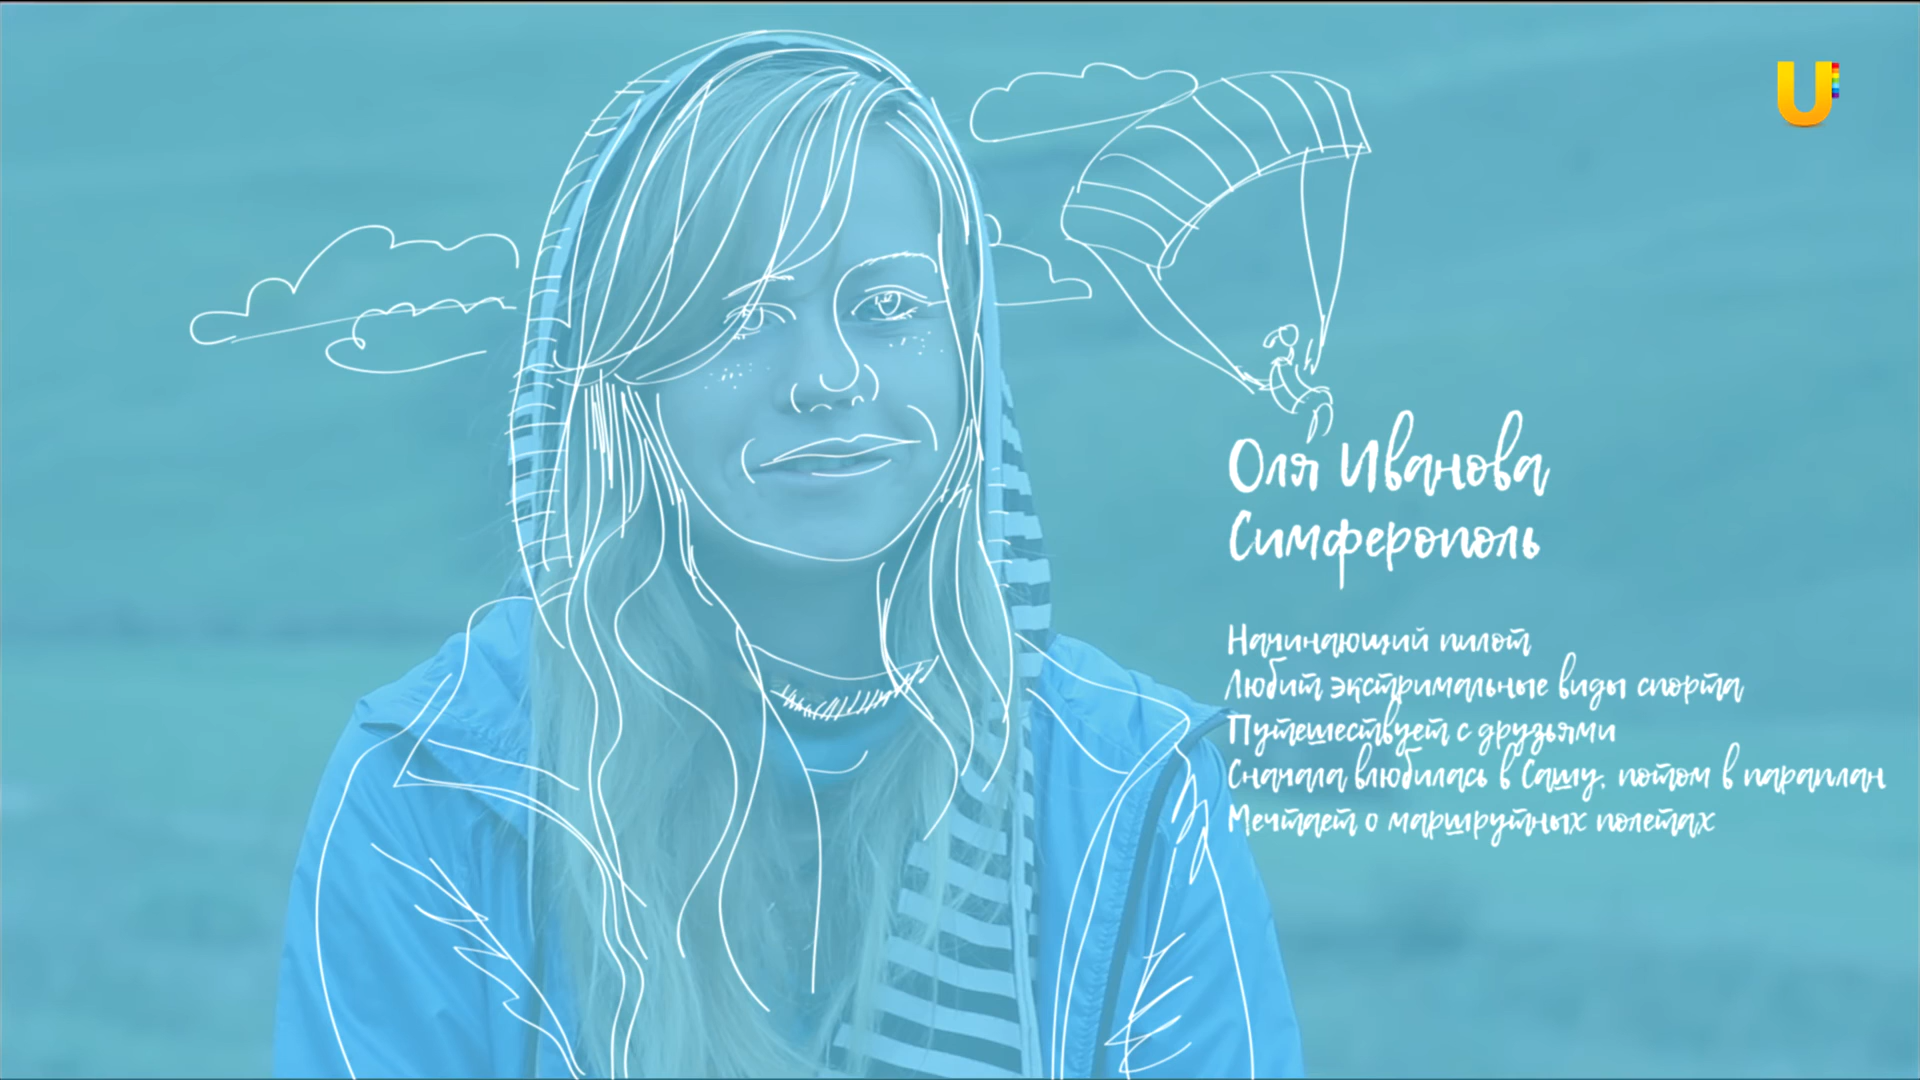 U
Оля Иванова
Симферополь
Начинающий пилот
Любит экстримальные виды спорта
Путешествует с друзьями
Сначала влюбилась в Сашу, потом в параплан
Мечтает о маршрутных полетах